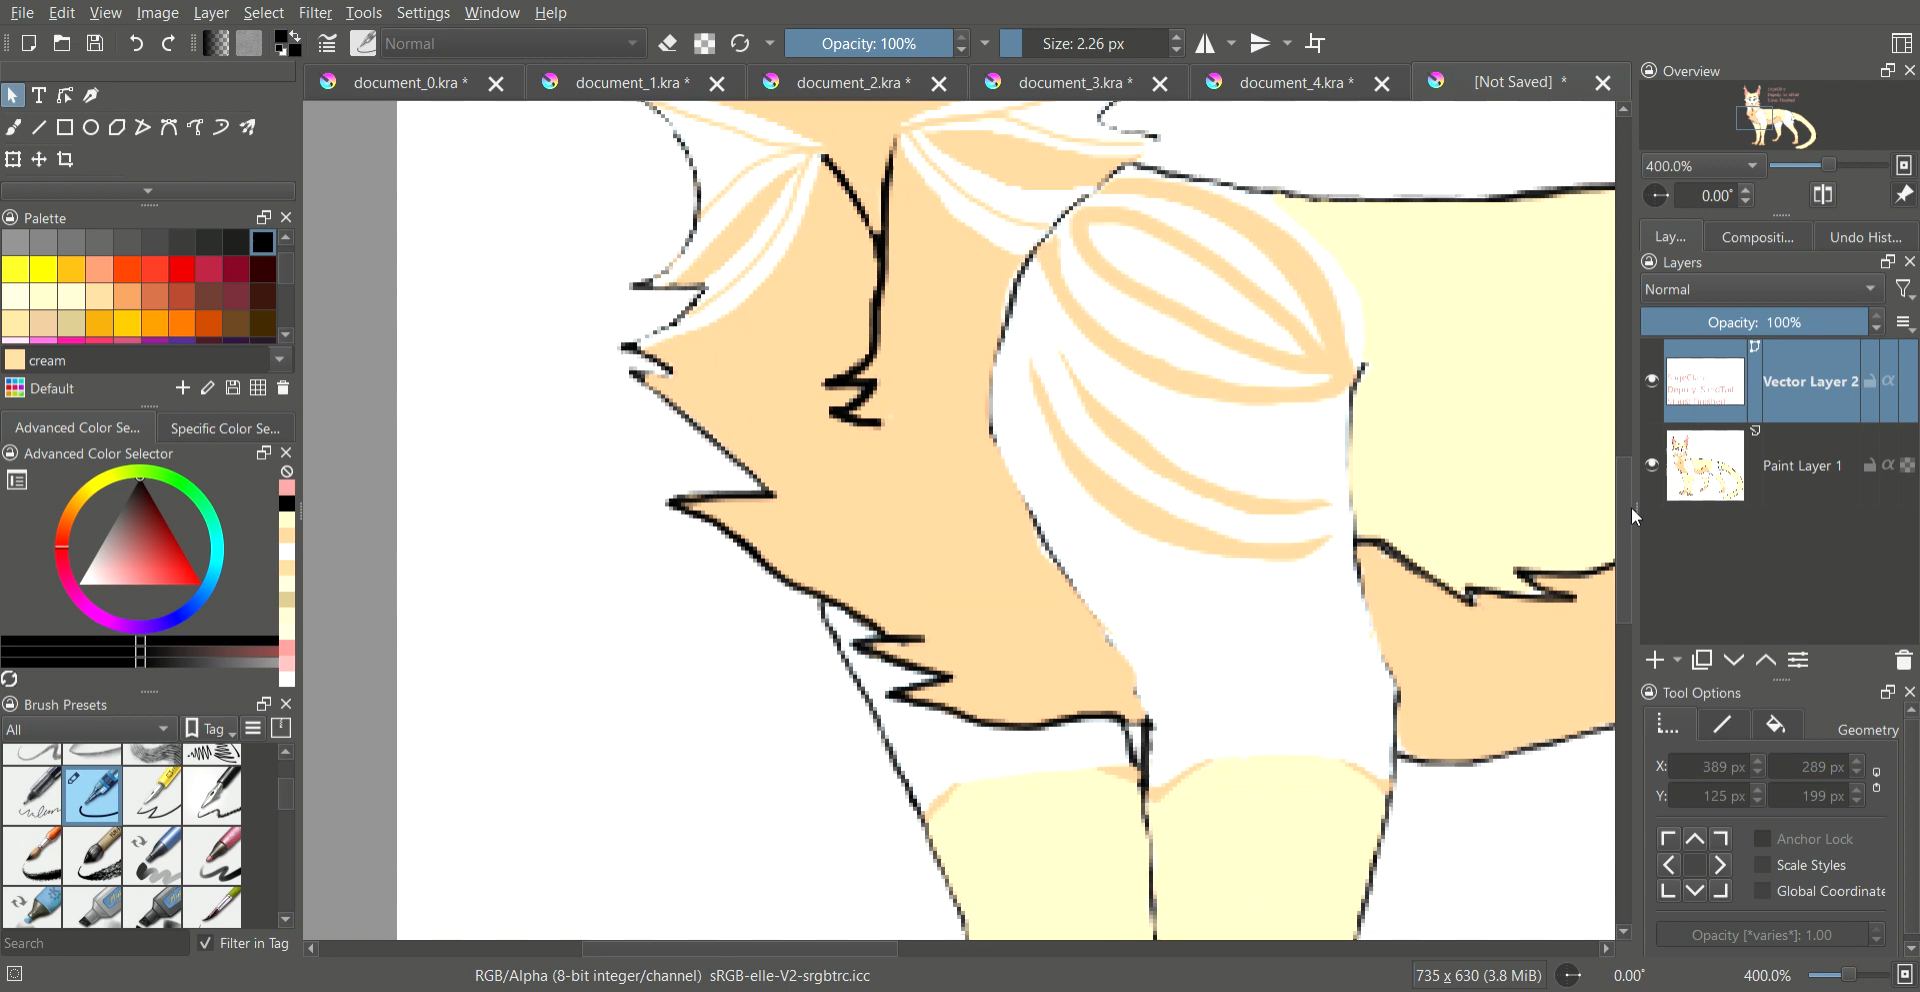 File Edit View Image Layer Select Filter Tools Settings Window Help
Normal Opacity: 100% Size: 2.26 px
document_0.kra * document_1.kra * document_2.kra * document_3.kra * document_4.kra * [Not Saved] *
Overview
400.0%
0.00°
Lay... Compositi... Undo Hist...
Layers
Normal
Opacity: 100%
Vector Layer 2
Paint Layer 1
Tool Options
Geometry
X: 389 px 289 px
Y: 125 px 199 px
Anchor Lock
Scale Styles
Global Coordinate
Opacity [*varies*]: 1.00
Palette
cream
Default
Advanced Color Se... Specific Color Se...
Advanced Color Selector
Brush Presets
All Tag
Search Filter in Tag
RGB/Alpha (8-bit integer/channel) sRGB-elle-V2-srgbtrc.icc 735 x 630 (3.8 MiB) 0.00° 400.0%